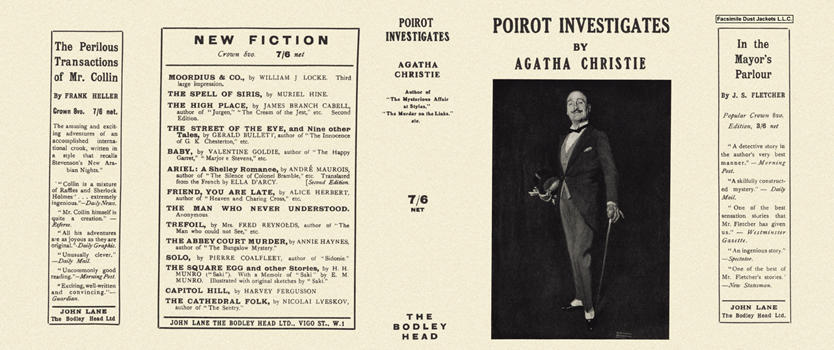 The Perilous
Transactions
of Mr. Collin
By FRANK HELLER
Crown 8vo. 7/6 net.
The amusing and excit-
ing adventures of an
accomplished interna-
tional crook, written in
a style that recalls
Stevenson's New Ara-
bian Nights."
"Collin is a mixture
of Raffles and Sherlock
Holmes . . . extremely
ingenious."—Daily News.
"Mr. Collin himself is
quite a creation." —
Referee.
"All his adventures
are as joyous as they are
original."—Daily Graphic.
"Unusually clever."
—Daily Mail.
"Uncommonly good
reading."—Morning Post.
"Exciting, well-written
and convincing."—
Guardian.
JOHN LANE
The Bodley Head Ltd
NEW FICTION
Crown 8vo. 7/6 net
MOORDIUS & CO., by WILLIAM J LOCKE. Third
large impression.
THE SPELL OF SIRIS, by MURIEL HINE.
THE HIGH PLACE, by JAMES BRANCH CABELL,
author of "Jurgen," "The Cream of the Jest," etc. Second
Edition.
THE STREET OF THE EYE, and Nine other
Tales, by GERALD BULLETT, author of "The Innocence
of G. K. Chesterton," etc.
BABY, by VALENTINE GOLDIE, author of "The Happy
Garret," "Marjorie Stevens," etc.
ARIEL: A Shelley Romance, by ANDRÉ MAUROIS,
author of "The Silence of Colonel Bramble," etc. Translated
from the French by ELLA D'ARCY. [Second Edition.
FRIEND, YOU ARE LATE, by ALICE HERBERT,
author of "Heaven and Charing Cross," etc.
THE MAN WHO NEVER UNDERSTOOD.
Anonymous
TREFOIL, by Mrs. FRED REYNOLDS, author of "The
Man who could not See," etc.
THE ABBEY COURT MURDER, by ANNIE HAYNES,
author of "The Bungalow Mystery."
SOLO, by PIERRE COALFLEET, author of "Sidonie."
THE SQUARE EGG and other Stories, by H. H.
MUNRO ("Saki"). With a Memoir of "Saki" by E. M.
MUNRO. Illustrated with original sketches by "Saki."
CAPITOL HILL, by HARVEY FERGUSSON
THE CATHEDRAL FOLK, by NICOLAI LYESKOV,
author of "The Sentry."
JOHN LANE THE BODLEY HEAD LTD., VIGO ST., W.1
POIROT
INVESTIGATES
AGATHA
CHRISTIE
Author of
"The Mysterious Affair
at Styles,"
"The Murder on the Links."
etc.
7/6
NET
THE
BODLEY
HEAD
POIROT INVESTIGATES
BY
AGATHA CHRISTIE
Facsimile Dust Jackets L.L.C.
In the
Mayor's
Parlour
By J. S. FLETCHER
Popular Crown 8vo.
Edition, 3/6 net
"A detective story in
the author's very best
manner." — Morning
Post.
"A skilfully construct-
ed mystery." — Daily
Mail.
"One of the best
sensation stories that
Mr. Fletcher has given
us." — Westminster
Gazette.
"An ingenious story."
—Spectator.
"One of the best of
Mr. Fletcher's stories."
—New Statesman.
JOHN LANE
The Bodley Head Ltd.